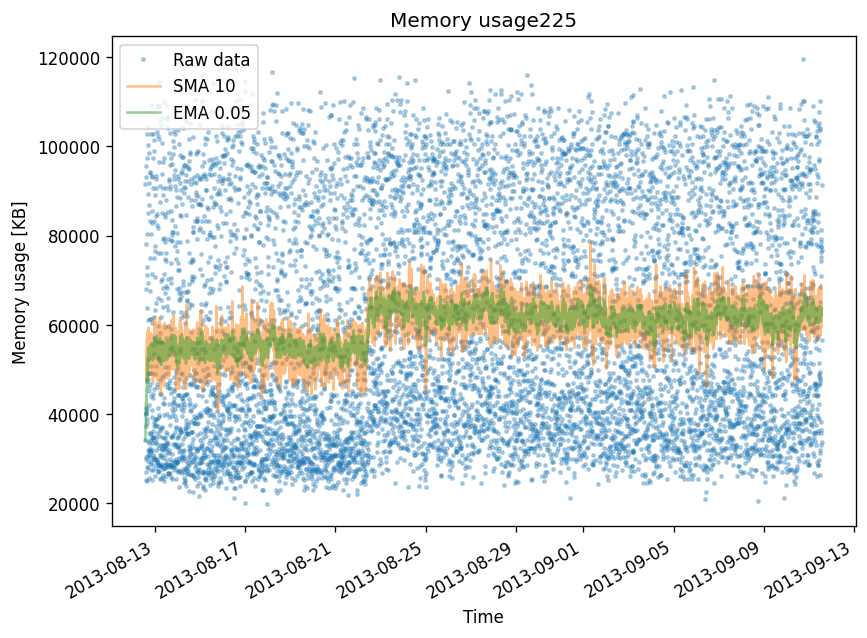 Memory usage225
Raw data
SMA 10
EMA 0.05
Memory usage [KB]
120000
100000
80000
60000
40000
20000
2013-08-13
2013-08-17
2013-08-21
2013-08-25
2013-08-29
2013-09-01
2013-09-05
2013-09-09
2013-09-13
Time